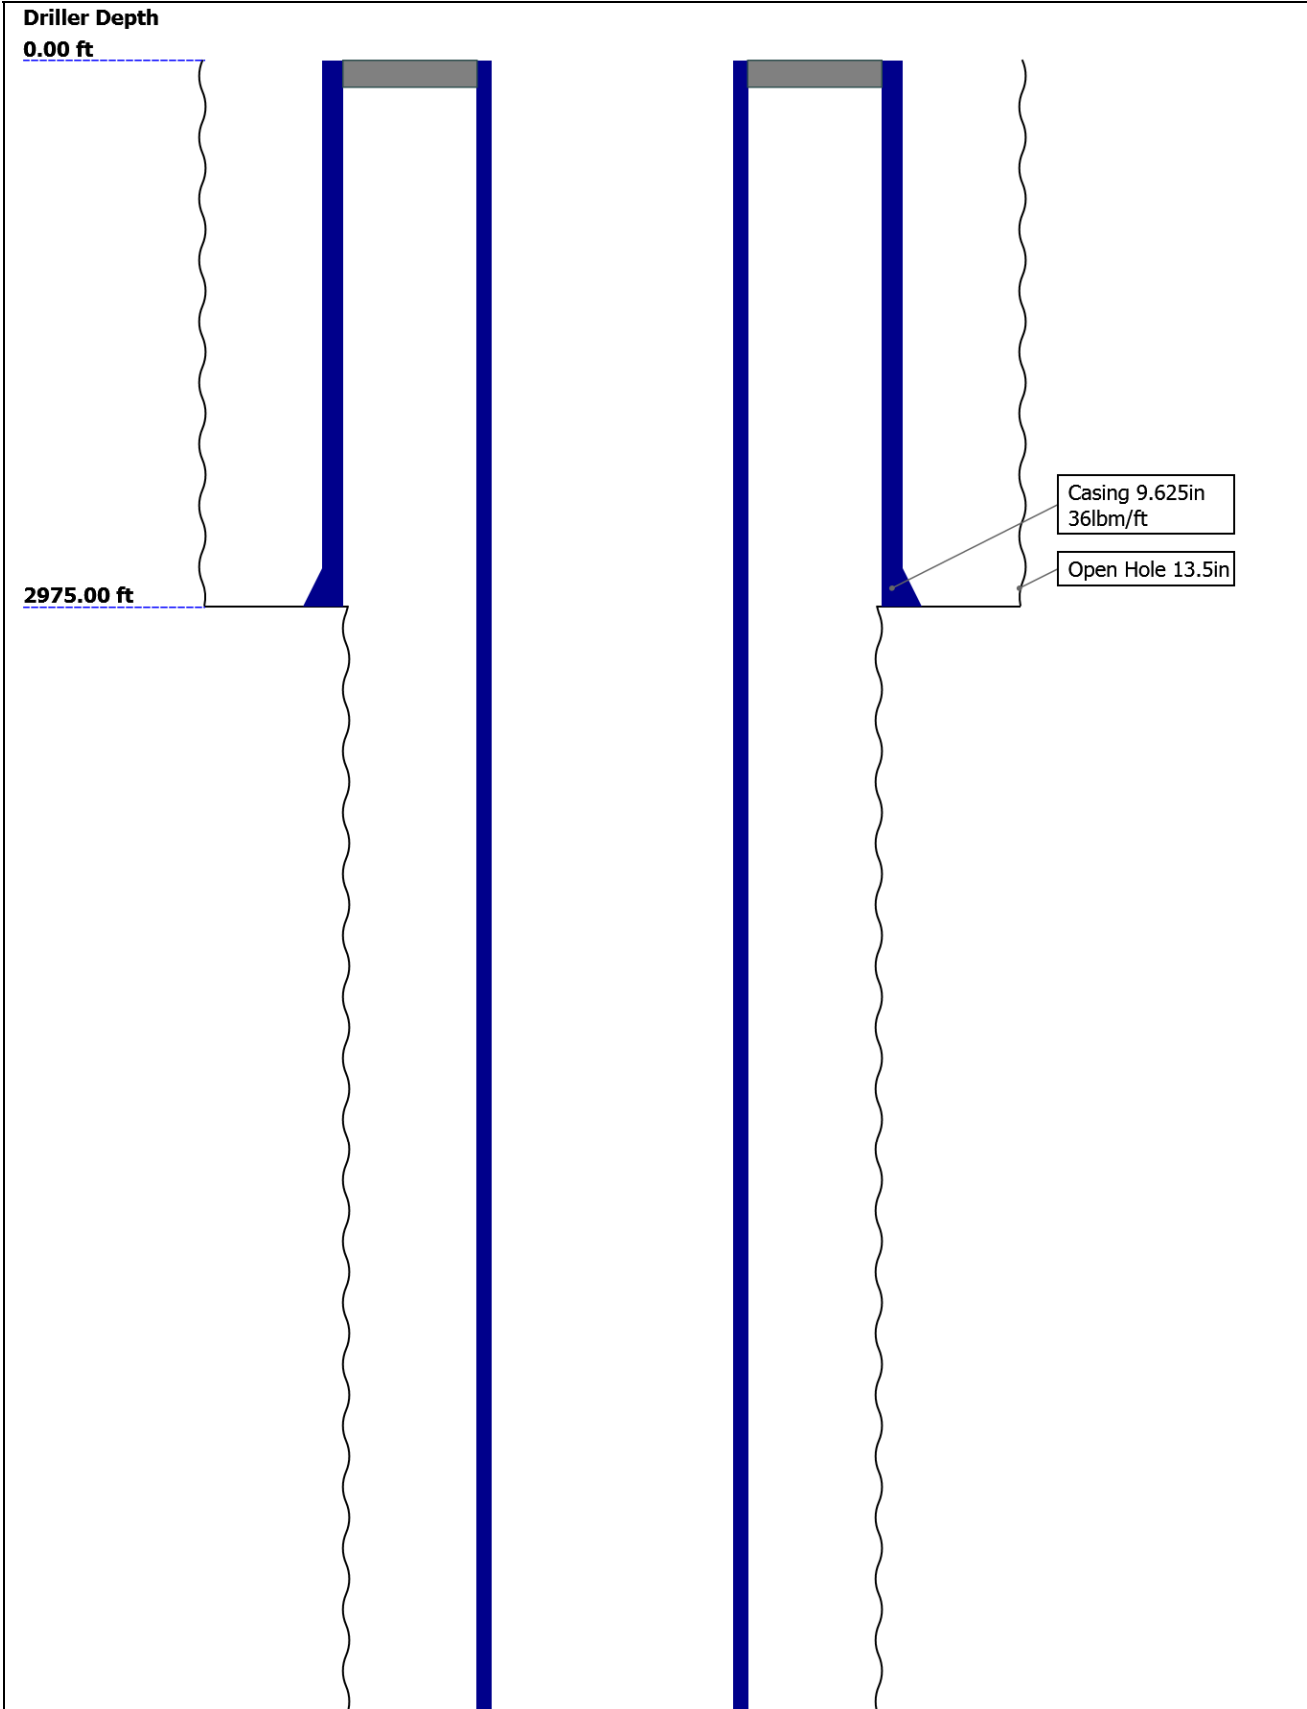 Driller Depth
0.00 ft
Casing 9.625in
36lbm/ft
Open Hole 13.5in
2975.00 ft